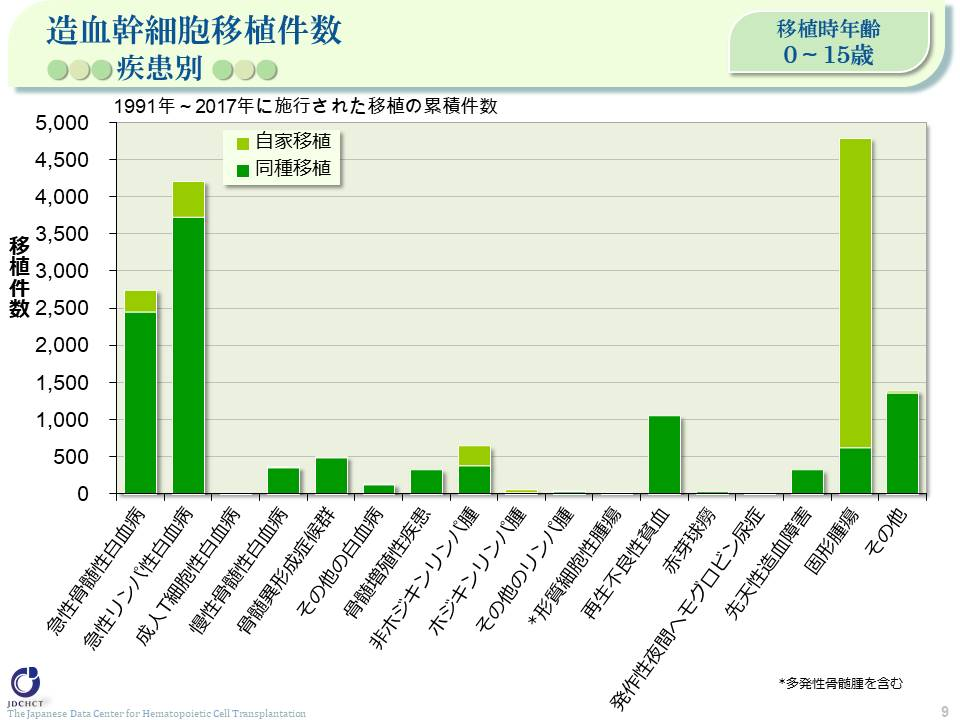 造血幹細胞移植件数
疾患別
移植時年齢
0~15歳
1991年~2017年に施行された移植の累積件数
自家移植
同種移植
移植件数
5,000
4,500
4,000
3,500
3,000
2,500
2,000
1,500
1,000
500
0
急性骨髄性白血病
急性リンパ性白血病
成人T細胞性白血病
慢性骨髄性白血病
骨髄異形成症候群
その他の白血病
骨髄増殖性疾患
非ホジキンリンパ腫
ホジキンリンパ腫
その他のリンパ腫
*形質細胞性腫瘍
再生不良性貧血
赤芽球癆
発作性夜間ヘモグロビン尿症
先天性造血障害
固形腫瘍
その他
*多発性骨髄腫を含む
JDCHCT
The Japanese Data Center for Hematopoietic Cell Transplantation
9